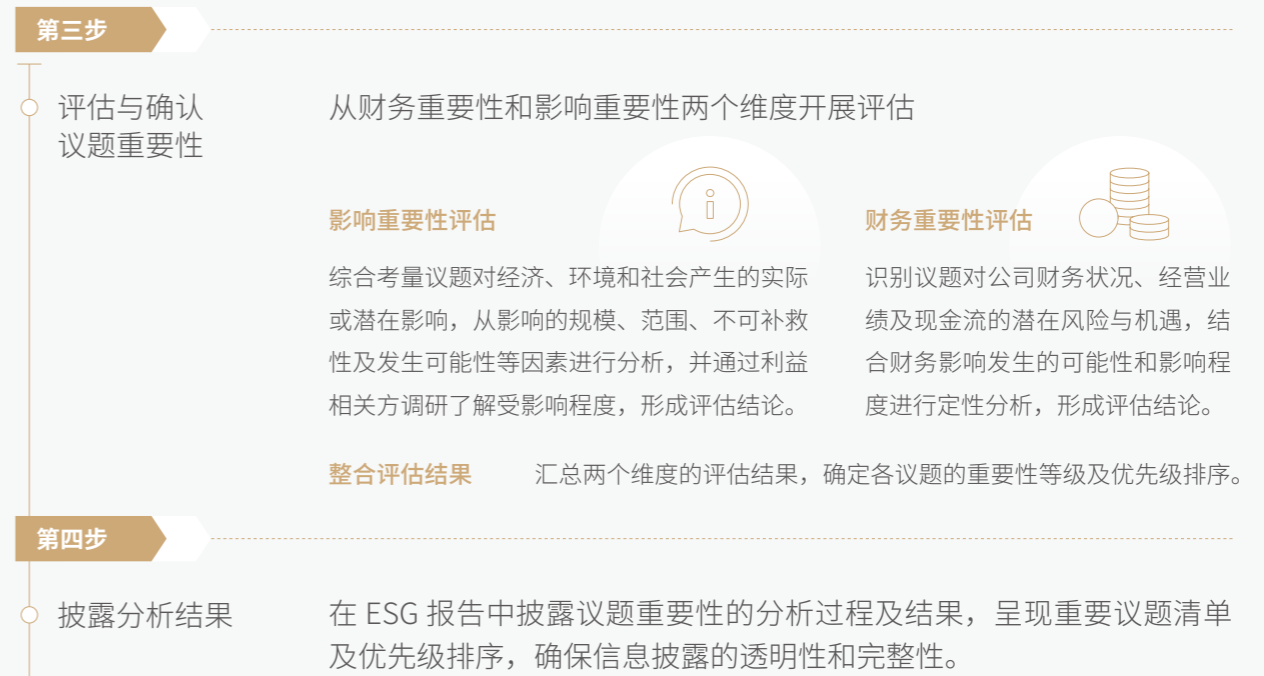 第三步
评估与确认
议题重要性
从财务重要性和影响重要性两个维度开展评估
影响重要性评估
综合考量议题对经济、环境和社会产生的实际
或潜在影响，从影响的规模、范围、不可补救
性及发生可能性等因素进行分析，并通过利益
相关方调研了解受影响程度，形成评估结论。
财务重要性评估
识别议题对公司财务状况、经营业
绩及现金流的潜在风险与机遇，结
合财务影响发生的可能性和影响程
度进行定性分析，形成评估结论。
整合评估结果
汇总两个维度的评估结果，确定各议题的重要性等级及优先级排序。
第四步
披露分析结果
在 ESG 报告中披露议题重要性的分析过程及结果，呈现重要议题清单
及优先级排序，确保信息披露的透明性和完整性。